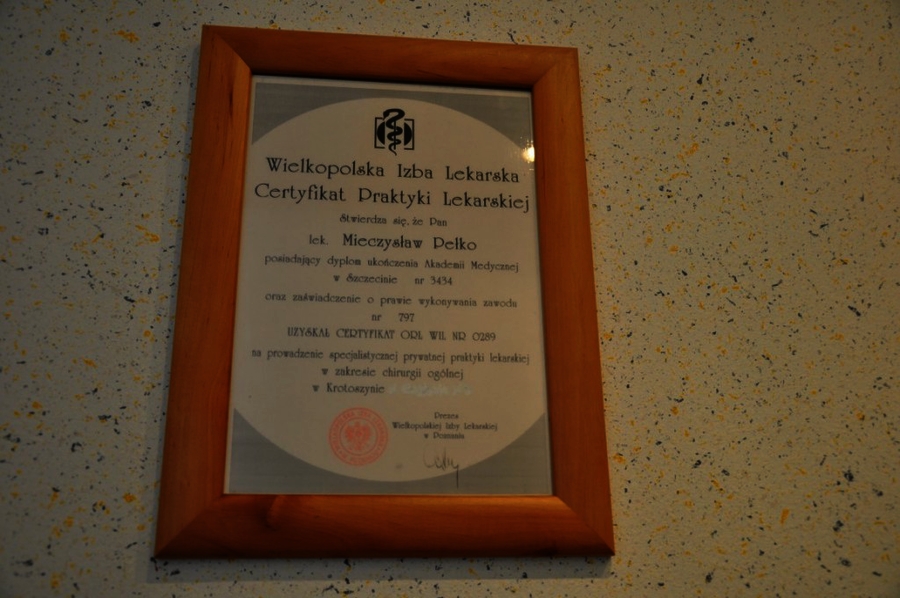 Wielkopolska Izba Lekarska
Certyfikat Praktyki Lekarskiej
Stwierdza się, że Pan
lek. Mieczysław Pełko
posiadający dyplom ukończenia Akademii Medycznej
w Szczecinie nr 3434
oraz zaświadczenie o prawie wykonywania zawodu
nr 797
UZYSKAŁ CERTYFIKAT ORL WIL NR 0289
na prowadzenie specjalistycznej prywatnej praktyki lekarskiej
w zakresie chirurgii ogólnej
w Krotoszynie
Prezes
Wielkopolskiej Izby Lekarskiej
w Poznaniu